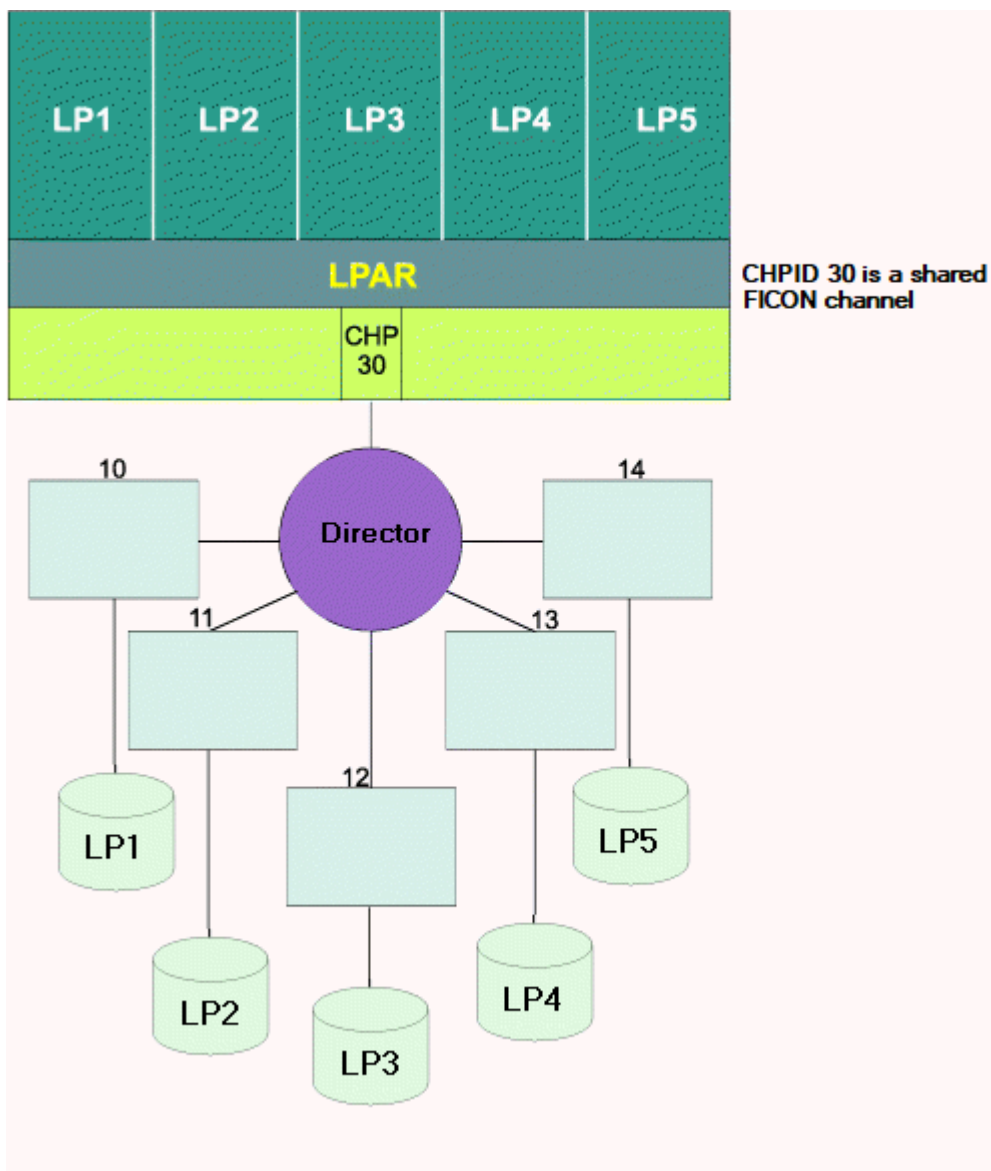 LP1
LP2
LP3
LP4
LP5
LPAR
CHPID 30 is a shared
FICON channel
CHP
30
10
14
Director
11
13
12
LP1
LP5
LP2
LP4
LP3